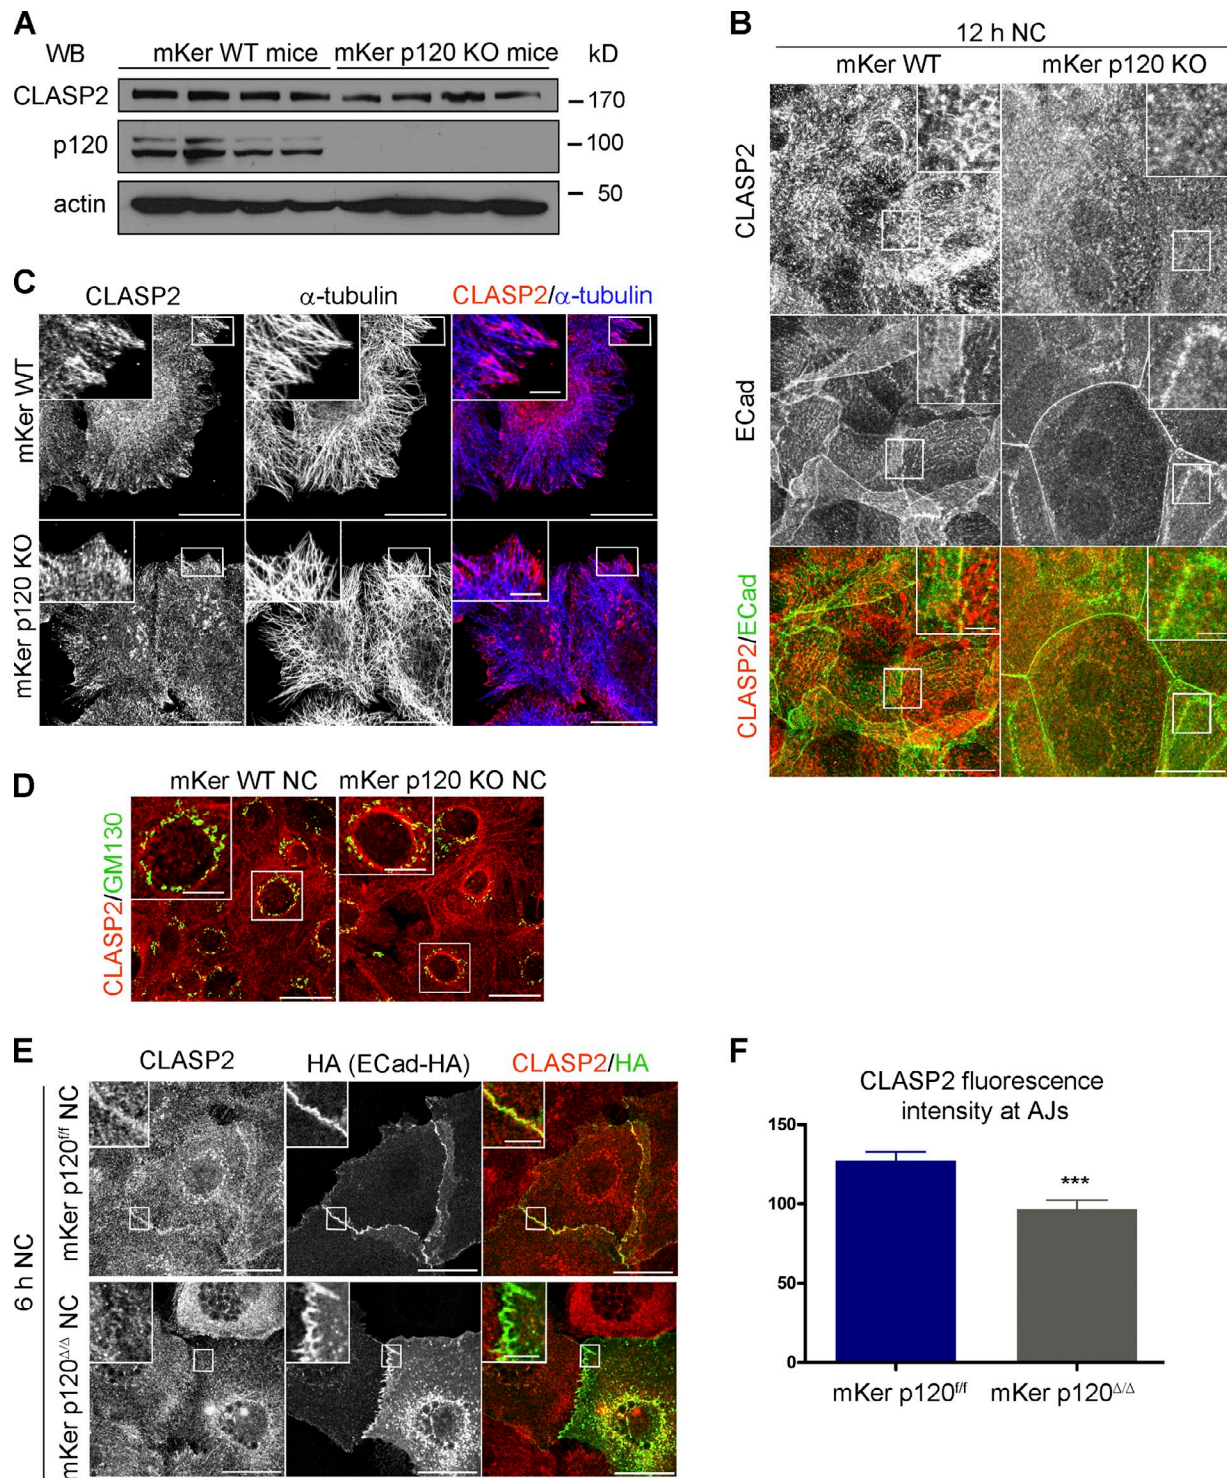 A
WB mKer WT mice mKer p120 KO mice kD
CLASP2 170
p120 100
actin 50
B
12 h NC
mKer WT mKer p120 KO
CLASP2
ECad
CLASP2/ECad
C
CLASP2 α-tubulin CLASP2/α-tubulin
mKer WT
mKer p120 KO
D
mKer WT NC mKer p120 KO NC
CLASP2/GM130
E
CLASP2 HA (ECad-HA) CLASP2/HA
6 h NC
mKer p120f/f NC
mKer p120Δ/Δ NC
F
CLASP2 fluorescence
intensity at AJs
150
100
50
0
***
mKer p120f/f mKer p120Δ/Δ